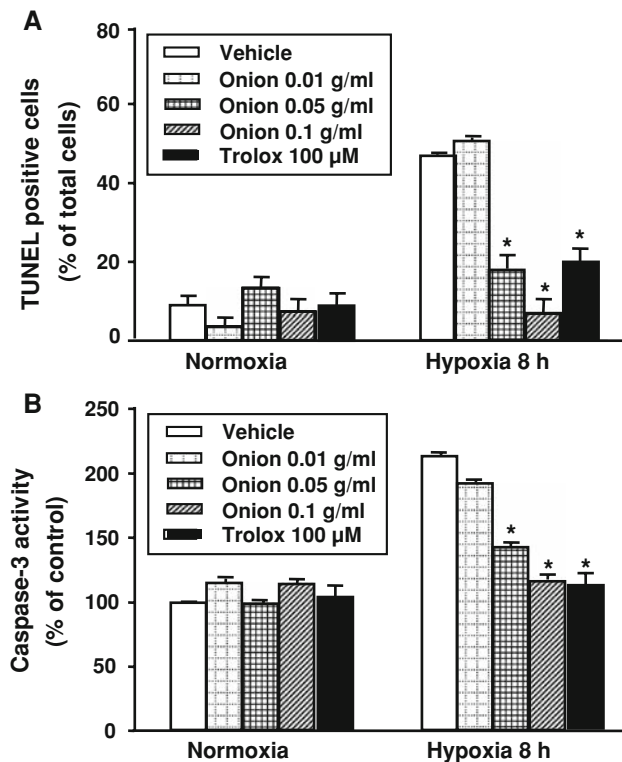 A
TUNEL positive cells
(% of total cells)
80
60
40
20
0
Vehicle
Onion 0.01 g/ml
Onion 0.05 g/ml
Onion 0.1 g/ml
Trolox 100 µM
*
*
*
Normoxia
Hypoxia 8 h
B
Caspase-3 activity
(% of control)
250
200
150
100
50
0
Vehicle
Onion 0.01 g/ml
Onion 0.05 g/ml
Onion 0.1 g/ml
Trolox 100 µM
*
*
*
Normoxia
Hypoxia 8 h